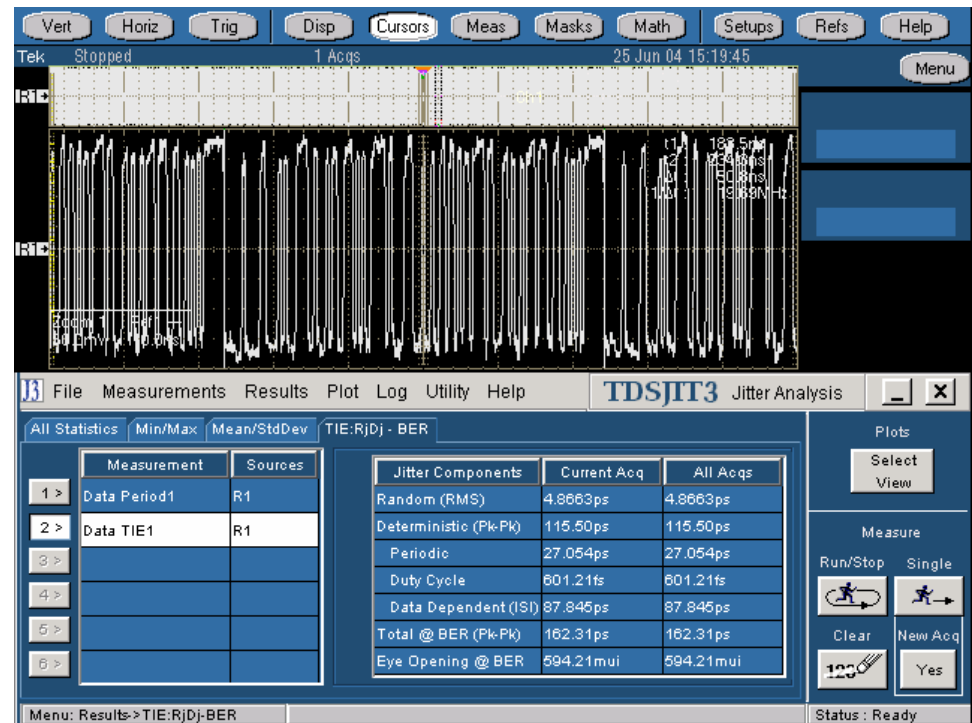 Vert Horiz Trig Disp Cursors Meas Masks Math Setups Refs Help
Tek Stopped 1 Acqs 25 Jun 04 15:19:45
Menu
R1
R1
J3 File Measurements Results Plot Log Utility Help TDSJIT3 Jitter Analysis
All Statistics Min/Max Mean/StdDev TIE:RjDj - BER
Plots
Select View
Measurement Sources
1 > Data Period1 R1
2 > Data TIE1 R1
3 >
4 >
5 >
6 >
Jitter Components Current Acq All Acqs
Random (RMS) 4.8663ps 4.8663ps
Deterministic (Pk-Pk) 115.50ps 115.50ps
Periodic 27.054ps 27.054ps
Duty Cycle 601.21fs 601.21fs
Data Dependent (ISI) 87.845ps 87.845ps
Total @ BER (Pk-Pk) 162.31ps 162.31ps
Eye Opening @ BER 594.21mui 594.21mui
Measure
Run/Stop Single
Clear New Acq
123 Yes
Menu: Results->TIE:RjDj-BER Status : Ready